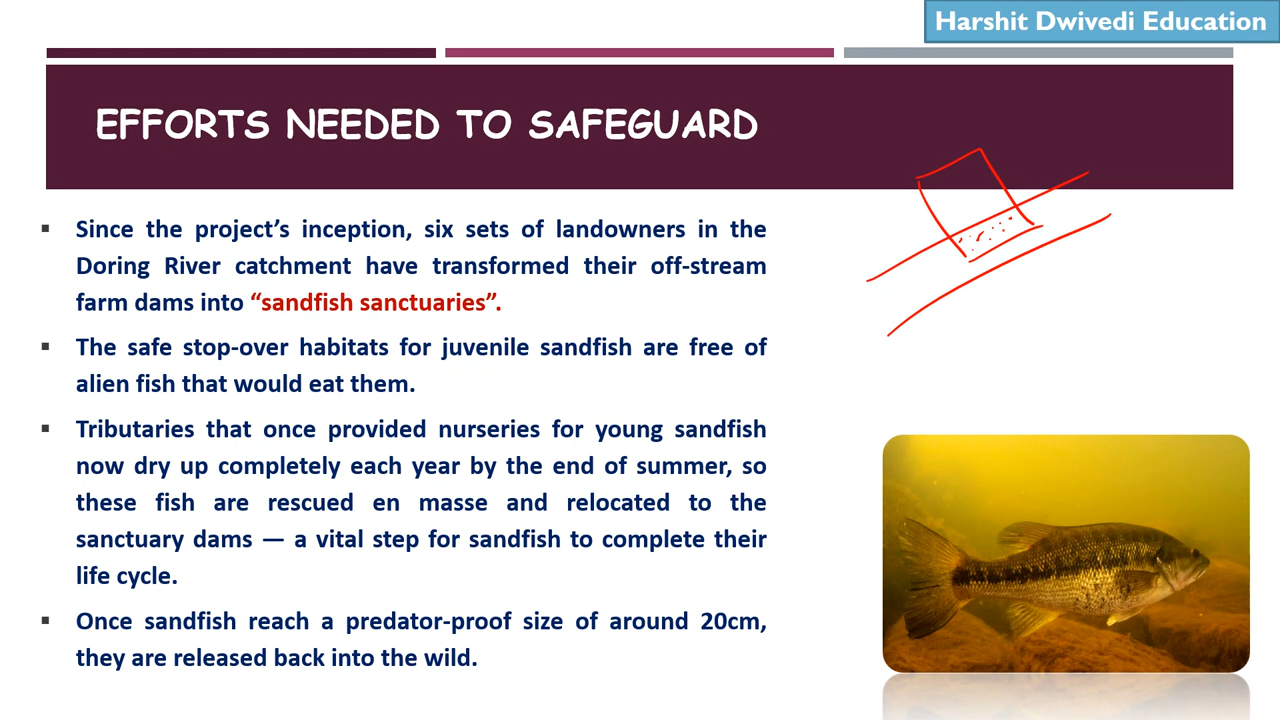 Harshit Dwivedi Education
EFFORTS NEEDED TO SAFEGUARD
▪ Since the project’s inception, six sets of landowners in the
Doring River catchment have transformed their off-stream
farm dams into “sandfish sanctuaries”.
▪ The safe stop-over habitats for juvenile sandfish are free of
alien fish that would eat them.
▪ Tributaries that once provided nurseries for young sandfish
now dry up completely each year by the end of summer, so
these fish are rescued en masse and relocated to the
sanctuary dams — a vital step for sandfish to complete their
life cycle.
▪ Once sandfish reach a predator-proof size of around 20cm,
they are released back into the wild.